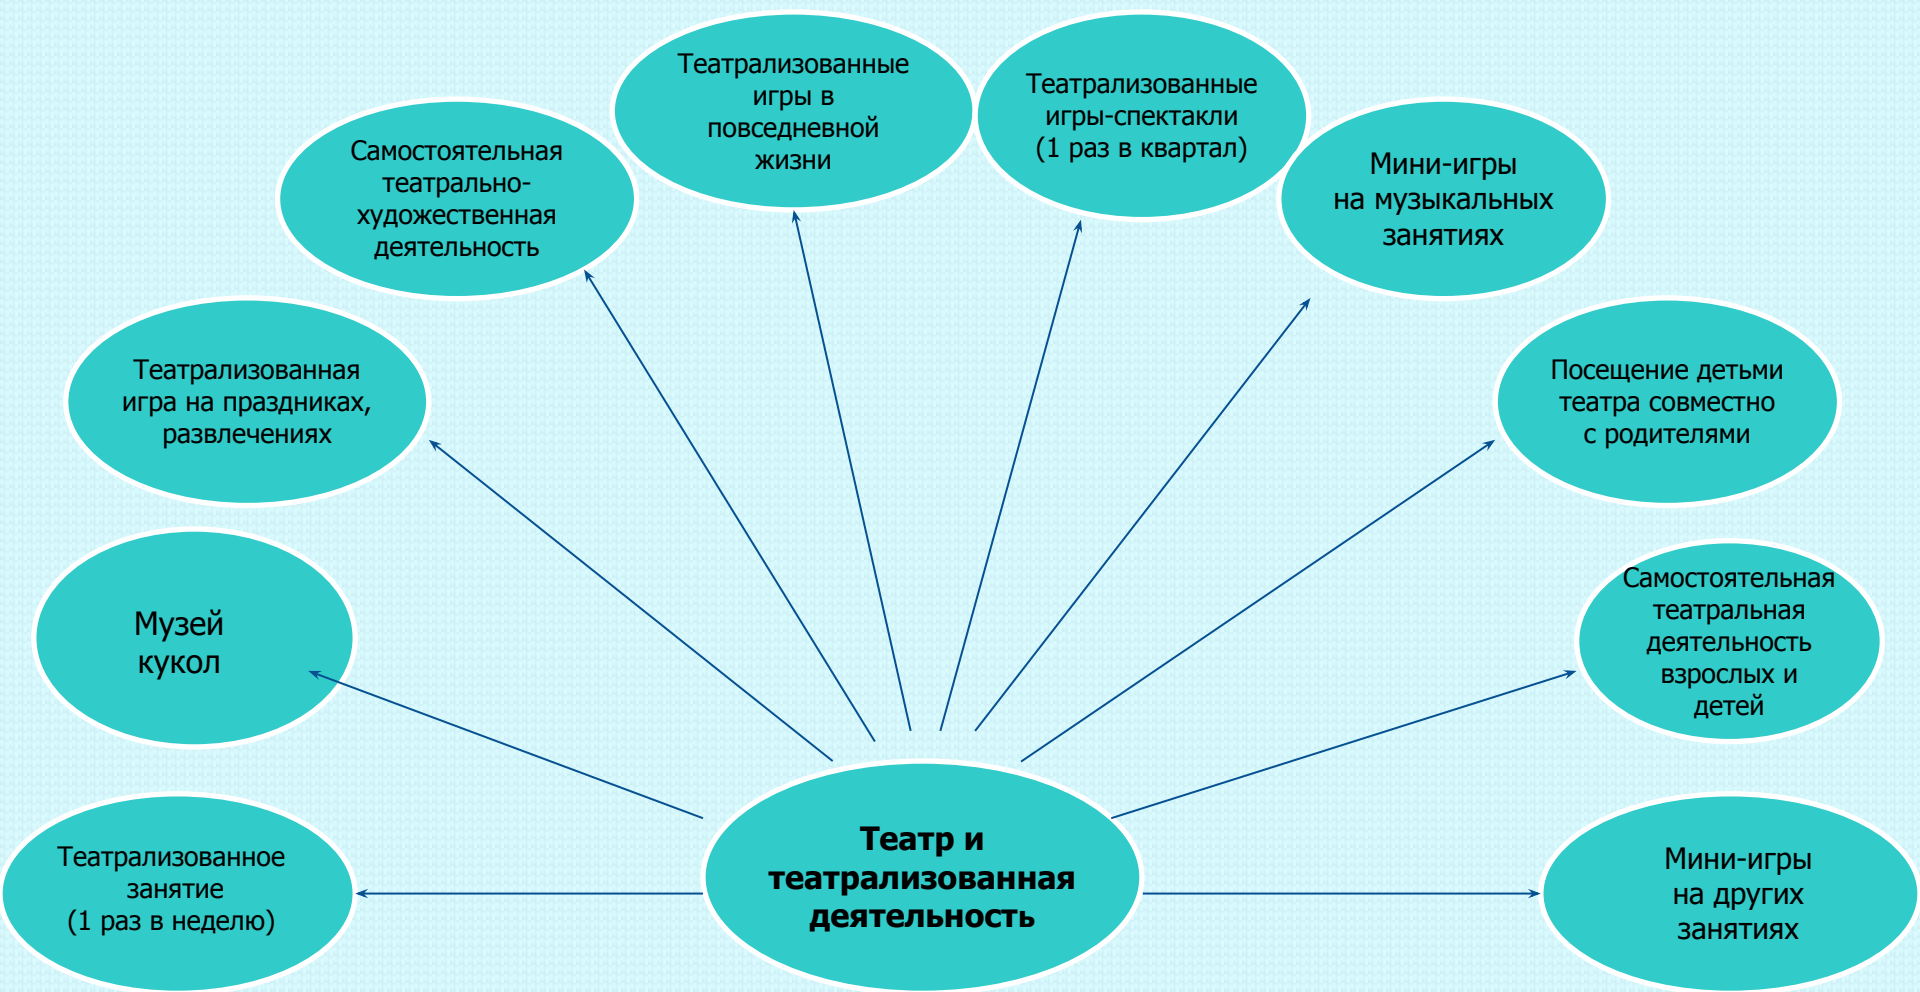 Театрализованные
игры в
повседневной
жизни
Театрализованные
игры-спектакли
(1 раз в квартал)
Самостоятельная
театрально-
художественная
деятельность
Мини-игры
на музыкальных
занятиях
Театрализованная
игра на праздниках,
развлечениях
Посещение детьми
театра совместно
с родителями
Музей
кукол
Самостоятельная
театральная
деятельность
взрослых и
детей
Театрализованное
занятие
(1 раз в неделю)
Театр и
театрализованная
деятельность
Мини-игры
на других
занятиях